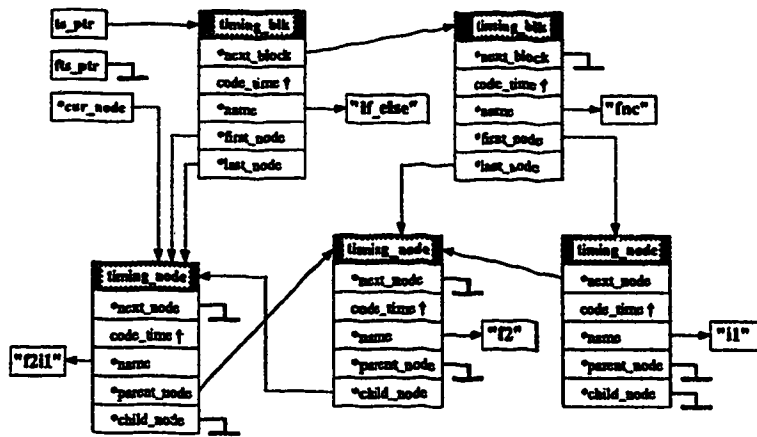 ts_ptr
fts_ptr
*cur_node
timing_blk
*next_block
code_time †
*name
*first_node
*last_node
"if_else"
timing_blk
*next_block
code_time †
*name
*first_node
*last_node
"fnc"
timing_node
*next_node
code_time †
*name
*parent_node
*child_node
"f2i1"
timing_node
*next_node
code_time †
*name
*parent_node
*child_node
"f2"
timing_node
*next_node
code_time †
*name
*parent_node
*child_node
"i1"